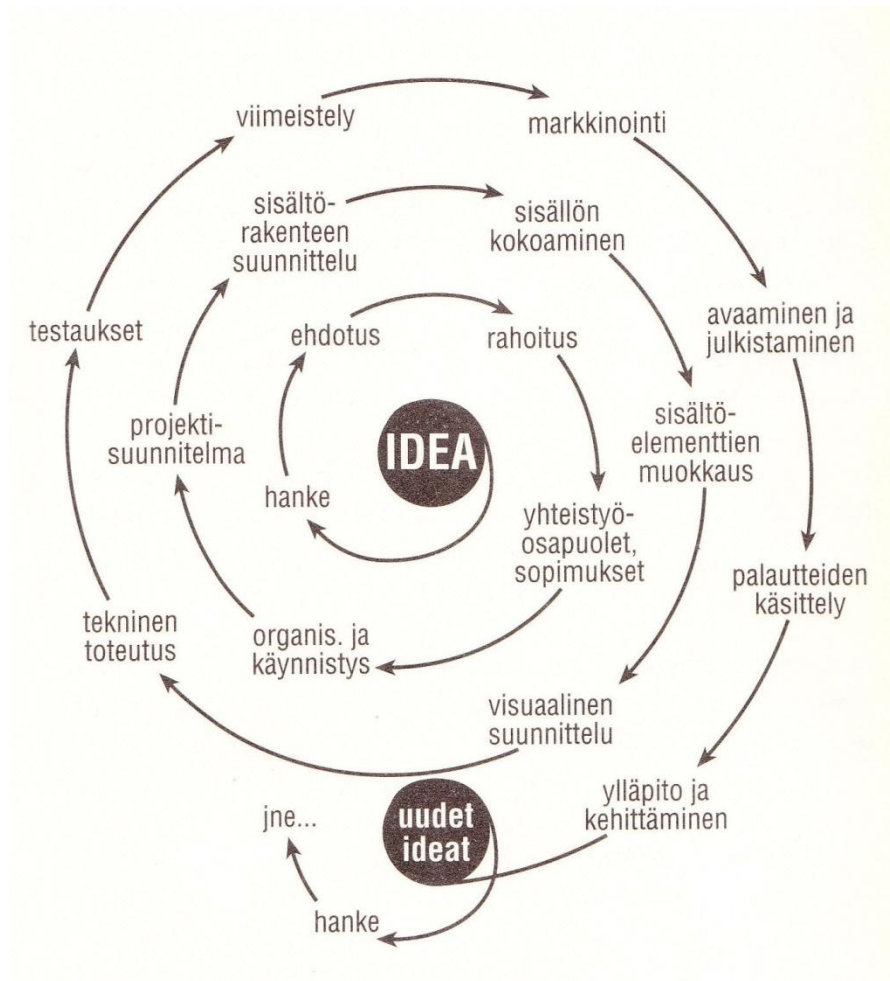 IDEA
hanke
ehdotus
rahoitus
yhteistyö-
osapuolet,
sopimukset
organis. ja
käynnistys
projekti-
suunnitelma
sisältö-
rakenteen
suunnittelu
sisällön
kokoaminen
sisältö-
elementtien
muokkaus
visuaalinen
suunnittelu
tekninen
toteutus
testaukset
viimeistely
markkinointi
avaaminen ja
julkistaminen
palautteiden
käsittely
ylläpito ja
kehittäminen
uudet
ideat
hanke
jne...